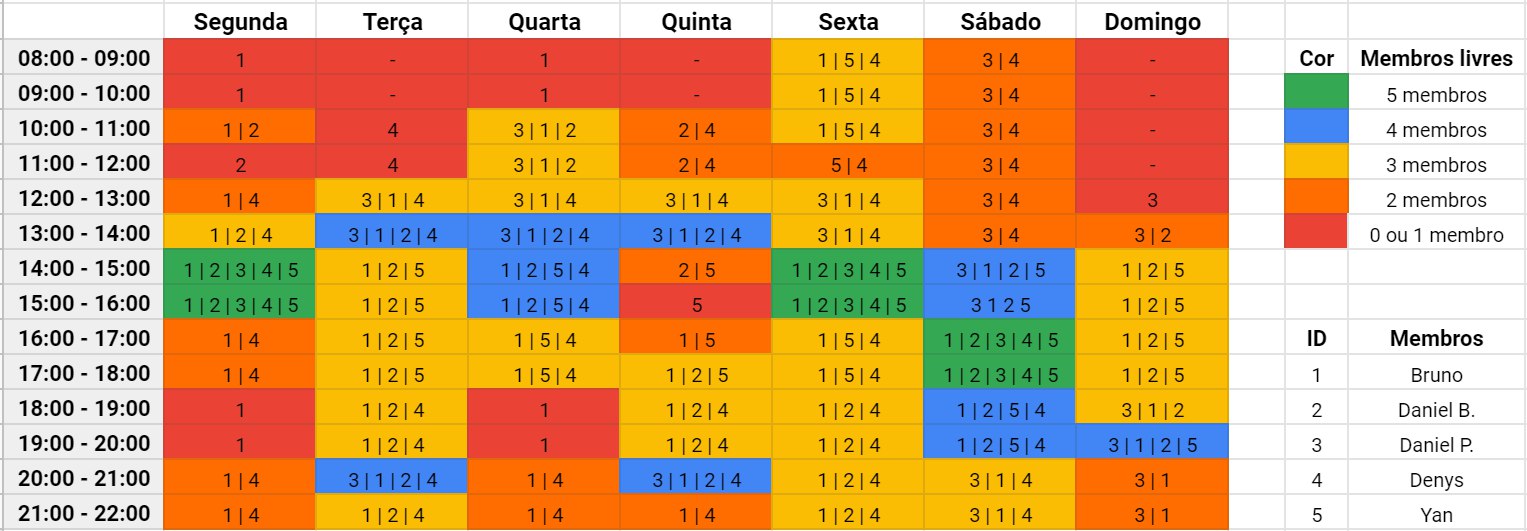 Segunda Terça Quarta Quinta Sexta Sábado Domingo
08:00 - 09:00 1 - 1 - 1 | 5 | 4 3 | 4 - Cor Membros livres
09:00 - 10:00 1 - 1 - 1 | 5 | 4 3 | 4 - 5 membros
10:00 - 11:00 1 | 2 4 3 | 1 | 2 2 | 4 1 | 5 | 4 3 | 4 - 4 membros
11:00 - 12:00 2 4 3 | 1 | 2 2 | 4 5 | 4 3 | 4 - 3 membros
12:00 - 13:00 1 | 4 3 | 1 | 4 3 | 1 | 4 3 | 1 | 4 3 | 1 | 4 3 | 4 3 2 membros
13:00 - 14:00 1 | 2 | 4 3 | 1 | 2 | 4 3 | 1 | 2 | 4 3 | 1 | 2 | 4 3 | 1 | 4 3 | 4 3 | 2 0 ou 1 membro
14:00 - 15:00 1 | 2 | 3 | 4 | 5 1 | 2 | 5 1 | 2 | 5 | 4 2 | 5 1 | 2 | 3 | 4 | 5 3 | 1 | 2 | 5 1 | 2 | 5
15:00 - 16:00 1 | 2 | 3 | 4 | 5 1 | 2 | 5 1 | 2 | 5 | 4 5 1 | 2 | 3 | 4 | 5 3 1 2 5 1 | 2 | 5
16:00 - 17:00 1 | 4 1 | 2 | 5 1 | 5 | 4 1 | 5 1 | 5 | 4 1 | 2 | 3 | 4 | 5 1 | 2 | 5 ID Membros
17:00 - 18:00 1 | 4 1 | 2 | 5 1 | 5 | 4 1 | 2 | 5 1 | 5 | 4 1 | 2 | 3 | 4 | 5 1 | 2 | 5 1 Bruno
18:00 - 19:00 1 1 | 2 | 4 1 1 | 2 | 4 1 | 2 | 4 1 | 2 | 5 | 4 3 | 1 | 2 2 Daniel B.
19:00 - 20:00 1 1 | 2 | 4 1 1 | 2 | 4 1 | 2 | 4 1 | 2 | 5 | 4 3 | 1 | 2 | 5 3 Daniel P.
20:00 - 21:00 1 | 4 3 | 1 | 2 | 4 1 | 4 3 | 1 | 2 | 4 1 | 2 | 4 3 | 1 | 4 3 | 1 4 Denys
21:00 - 22:00 1 | 4 1 | 2 | 4 1 | 4 1 | 4 1 | 2 | 4 3 | 1 | 4 3 | 1 5 Yan